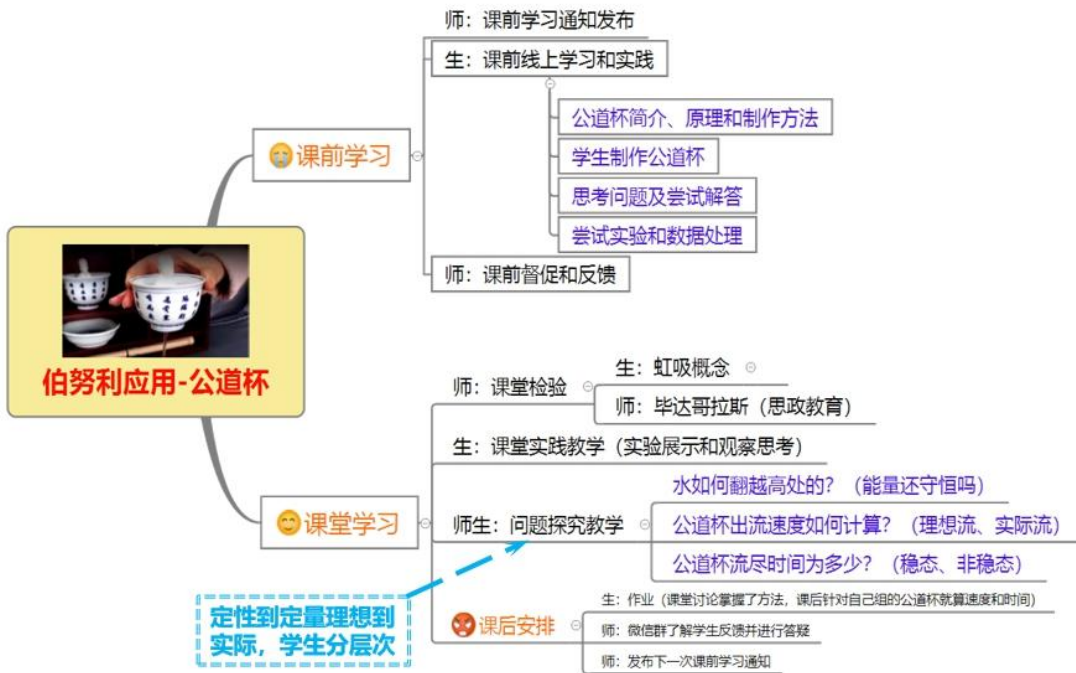 师：课前学习通知发布
生：课前线上学习和实践
公道杯简介、原理和制作方法
学生制作公道杯
思考问题及尝试解答
尝试实验和数据处理
师：课前督促和反馈
课前学习
伯努利应用-公道杯
师：课堂检验
生：虹吸概念
师：毕达哥拉斯（思政教育）
生：课堂实践教学（实验展示和观察思考）
课堂学习
师生：问题探究教学
水如何翻越高处的？（能量还守恒吗）
公道杯出流速度如何计算？（理想流、实际流）
公道杯流尽时间为多少？（稳态、非稳态）
定性到定量理想到
实际，学生分层次
课后安排
生：作业（课堂讨论掌握了方法，课后针对自己组的公道杯就算速度和时间）
师：微信群了解学生反馈并进行答疑
师：发布下一次课前学习通知